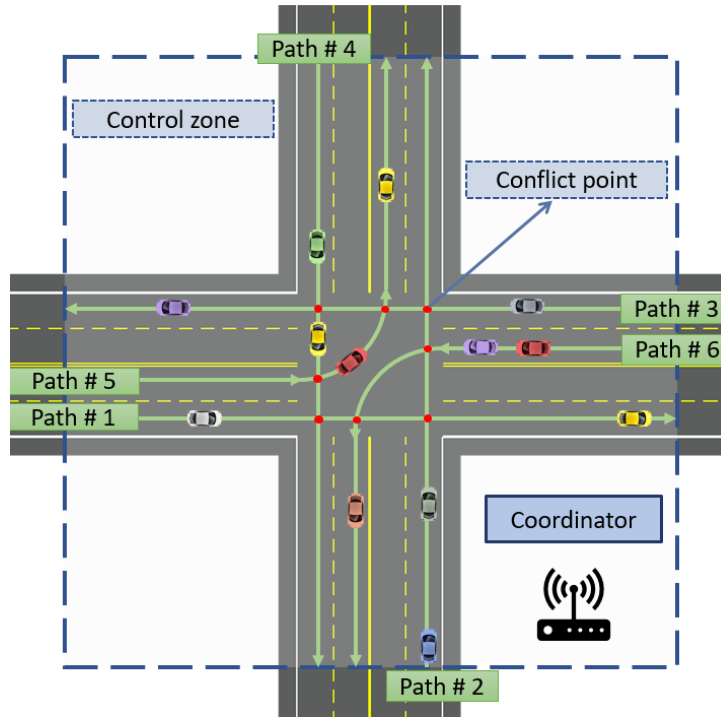 Path # 4
Control zone
Conflict point
Path # 3
Path # 6
Path # 5
Path # 1
Coordinator
Path # 2